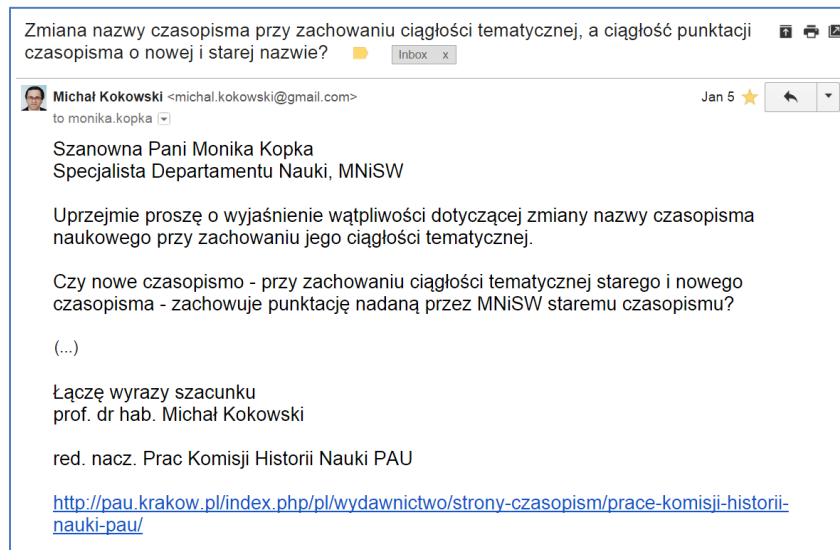 Zmiana nazwy czasopisma przy zachowaniu ciągłości tematycznej, a ciągłość punktacji
czasopisma o nowej i starej nazwie? Inbox x
Michał Kokowski <michal.kokowski@gmail.com> Jan 5
to monika.kopka
Szanowna Pani Monika Kopka
Specjalista Departamentu Nauki, MNiSW
Uprzejmie proszę o wyjaśnienie wątpliwości dotyczącej zmiany nazwy czasopisma
naukowego przy zachowaniu jego ciągłości tematycznej.
Czy nowe czasopismo - przy zachowaniu ciągłości tematycznej starego i nowego
czasopisma - zachowuje punktację nadaną przez MNiSW staremu czasopismu?
(...)
Łączę wyrazy szacunku
prof. dr hab. Michał Kokowski
red. nacz. Prac Komisji Historii Nauki PAU
http://pau.krakow.pl/index.php/pl/wydawnictwo/strony-czasopism/prace-komisji-historii-
nauki-pau/